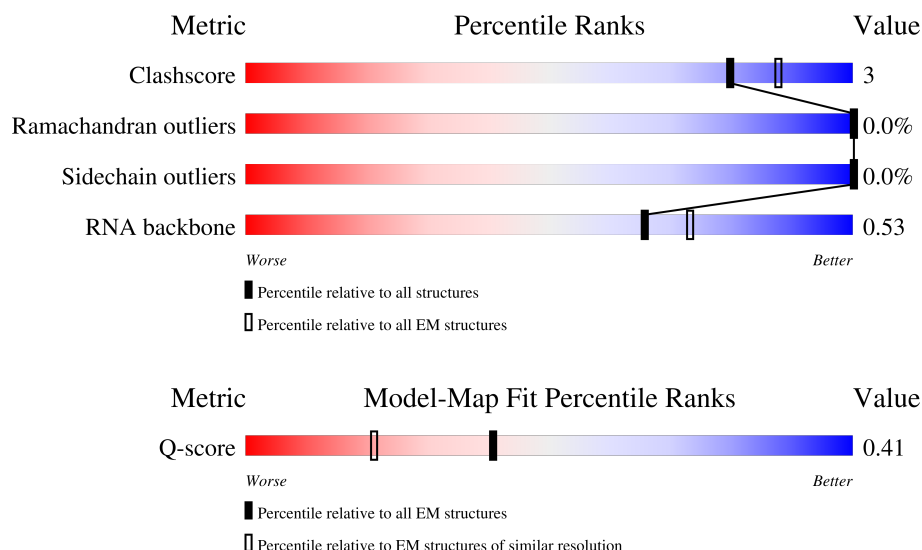 Metric Percentile Ranks Value
Clashscore 3
Ramachandran outliers 0.0%
Sidechain outliers 0.0%
RNA backbone 0.53
Worse Better
Percentile relative to all structures
Percentile relative to all EM structures
Metric Model-Map Fit Percentile Ranks Value
Q-score 0.41
Worse Better
Percentile relative to all EM structures
Percentile relative to EM structures of similar resolution